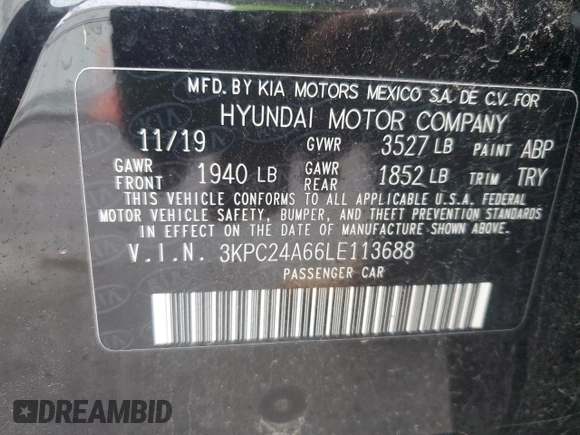 MFD. BY KIA MOTORS MEXICO S.A. DE C.V. FOR
HYUNDAI MOTOR COMPANY
11/19 GVWR 3527 LB PAINT ABP
GAWR FRONT 1940 LB GAWR REAR 1852 LB TRIM TRY
THIS VEHICLE CONFORMS TO ALL APPLICABLE U.S.A. FEDERAL
MOTOR VEHICLE SAFETY, BUMPER, AND THEFT PREVENTION STANDARDS
IN EFFECT ON THE DATE OF MANUFACTURE SHOWN ABOVE.
V.I.N. 3KPC24A66LE113688
PASSENGER CAR
DREAMBID